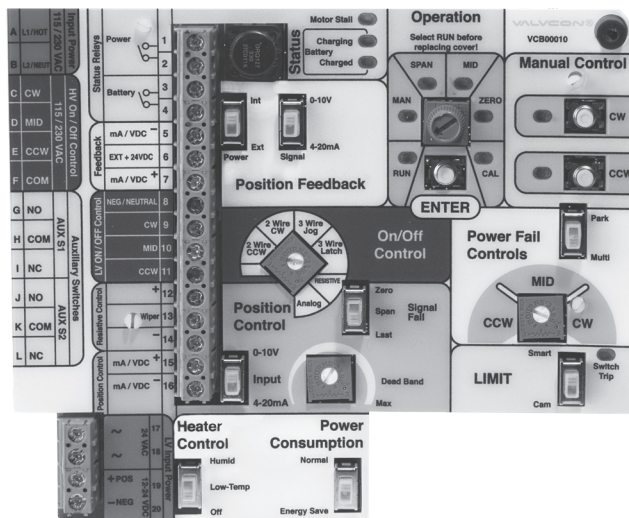 A L1/HOT
B L2/NEUT
Input Power
115 / 230 VAC
C CW
D MID
E CCW
F COM
HV On / Off Control
115 / 230 VAC
G NO
H COM
I NC
AUX S1
J NO
K COM
L NC
AUX S2
Auxillary Switches
Status Relays
Power
1
2
Battery
3
4
Feedback
mA / VDC − 5
EXT + 24VDC 6
mA / VDC + 7
LV ON / OFF Control
NEG/NEUTRAL 8
CW 9
MID 10
CCW 11
Resistive Control
+ 12
Wiper 13
− 14
Position Control
mA / VDC + 15
mA / VDC − 16
~ 17
~ 18
24 VAC
+ POS 19
− NEG 20
12-24 VDC
LV Input Power
Status
Motor Stall
Charging
Battery
Charged
Int
Ext
Power
0-10V
4-20mA
Signal
Position Feedback
Operation
Select RUN before
replacing cover!
SPAN
MID
MAN
ZERO
RUN
CAL
ENTER
VALVCON
VCB00010
Manual Control
CW
CCW
2 Wire
CCW
2 Wire
CW
3 Wire
Jog
3 Wire
Latch
RESISTIVE
Analog
On/Off
Control
Position
Control
Zero
Span
Last
Signal
Fail
0-10V
Input
4-20mA
Dead Band
Max
Power Fail
Controls
Park
Multi
MID
CCW
CW
LIMIT
Smart
Cam
Switch
Trip
Heater
Control
Humid
Low-Temp
Off
Power
Consumption
Normal
Energy Save